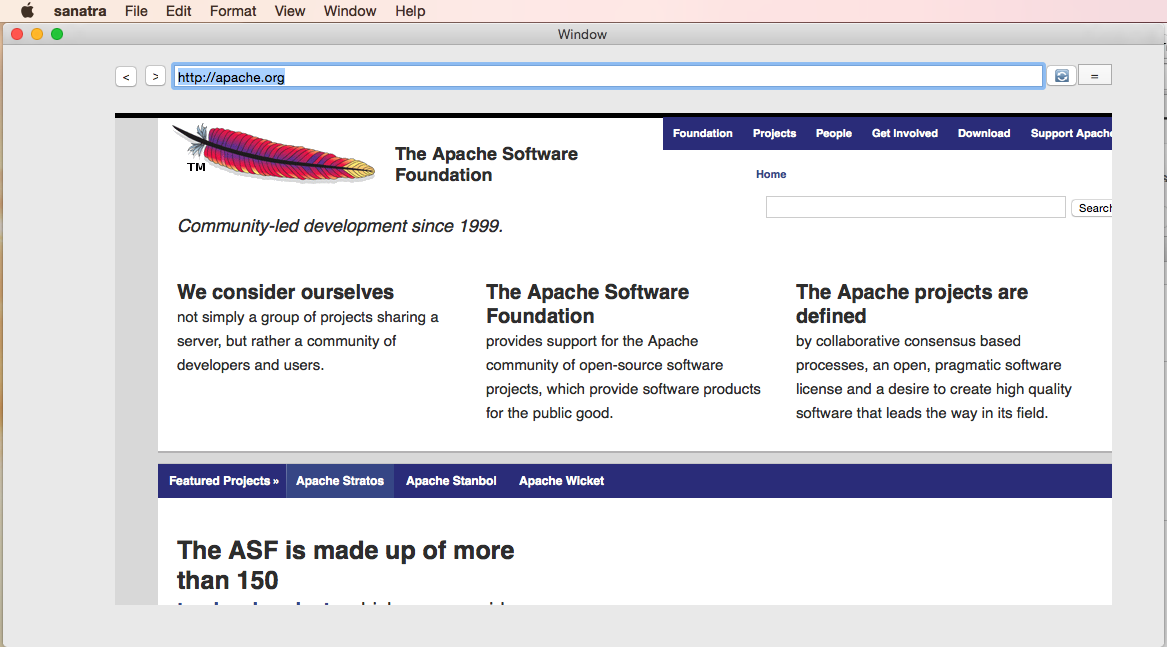 sanatra File Edit Format View Window Help
Window
< > http://apache.org =
Foundation Projects People Get Involved Download Support Apache
TM
The Apache Software
Foundation
Home
Search
Community-led development since 1999.
We consider ourselves
not simply a group of projects sharing a
server, but rather a community of
developers and users.
The Apache Software
Foundation
provides support for the Apache
community of open-source software
projects, which provide software products
for the public good.
The Apache projects are
defined
by collaborative consensus based
processes, an open, pragmatic software
license and a desire to create high quality
software that leads the way in its field.
Featured Projects » Apache Stratos Apache Stanbol Apache Wicket
The ASF is made up of more
than 150